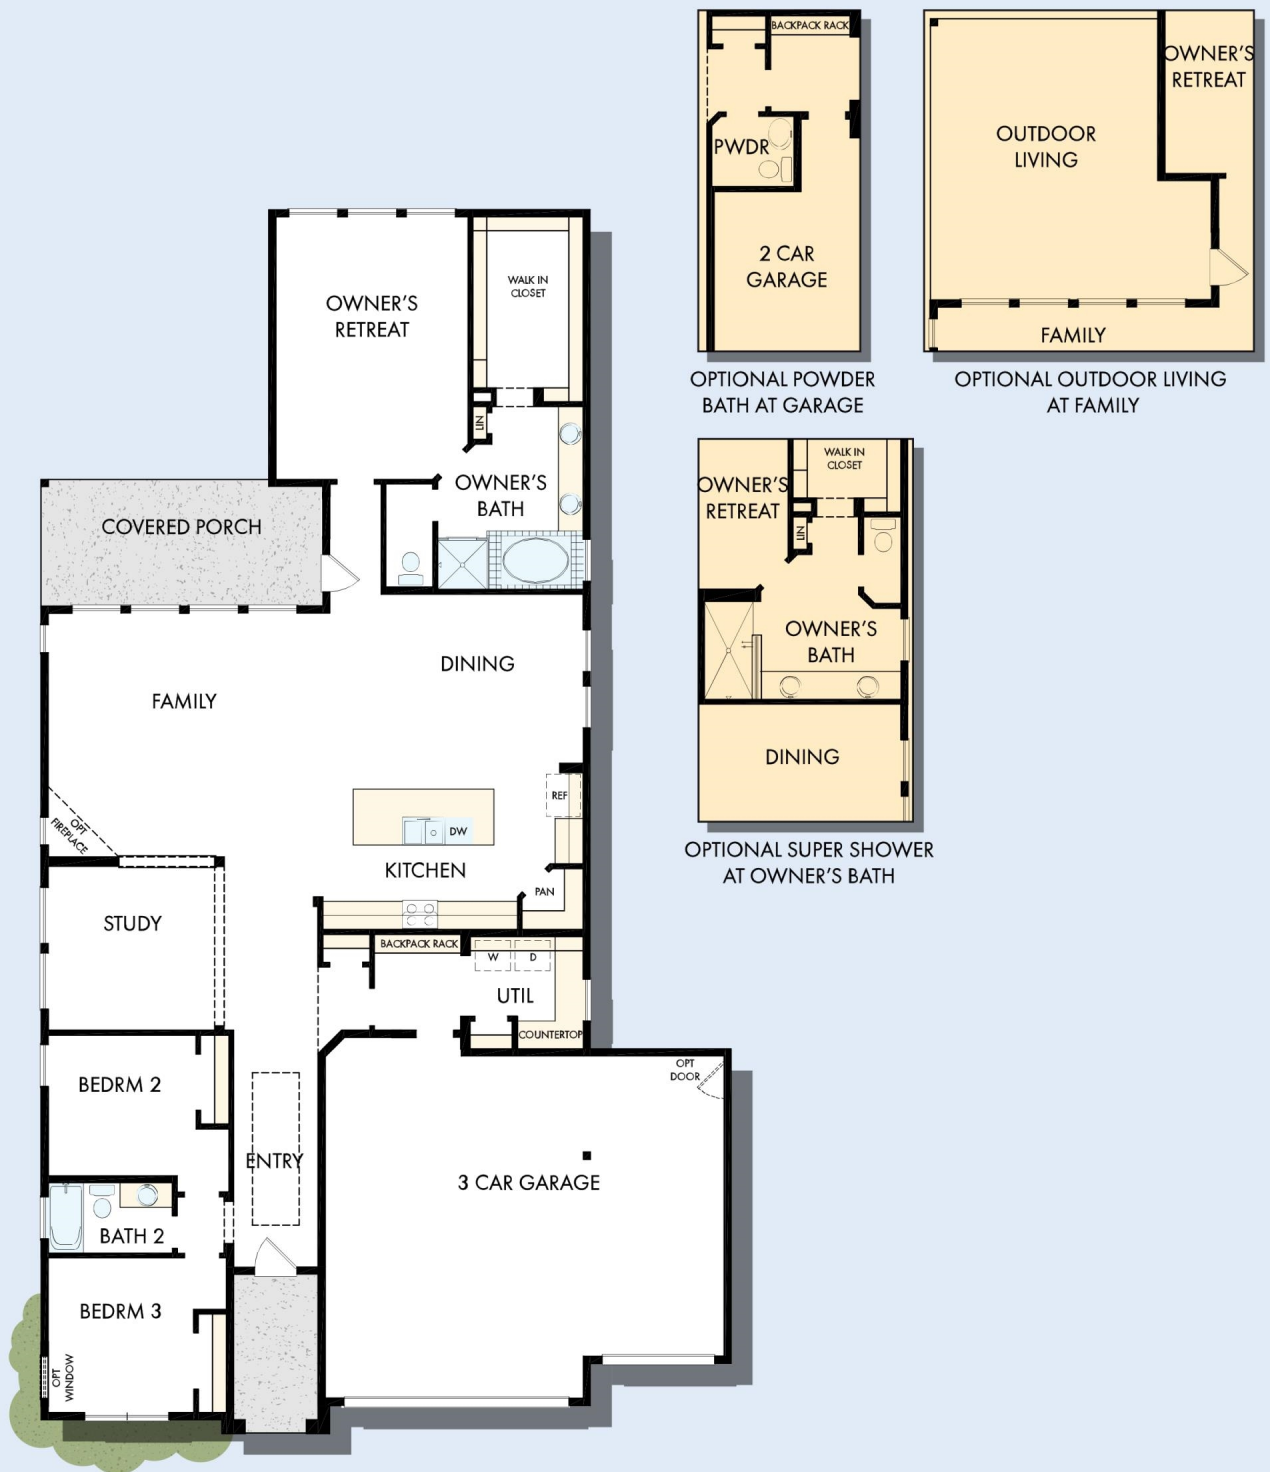 BACKPACK RACK
PWDR
2 CAR
GARAGE
OPTIONAL POWDER
BATH AT GARAGE
OWNER'S
RETREAT
OUTDOOR
LIVING
FAMILY
OPTIONAL OUTDOOR LIVING
AT FAMILY
OWNER'S
RETREAT
WALK IN
CLOSET
LIN
OWNER'S
BATH
COVERED PORCH
DINING
FAMILY
REF
DW
OPT
FIREPLACE
KITCHEN
PAN
STUDY
BACKPACK RACK
W
D
UTIL
COUNTERTOP
BEDRM 2
OPT
DOOR
ENTRY
3 CAR GARAGE
BATH 2
BEDRM 3
OPT
WINDOW
WALK IN
CLOSET
OWNER'S
RETREAT
LIN
OWNER'S
BATH
DINING
OPTIONAL SUPER SHOWER
AT OWNER'S BATH